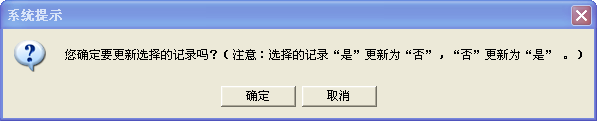 系统提示
您确定要更新选择的记录吗?(注意:选择的记录“是”更新为“否”,“否”更新为“是” 。)
确定 取消